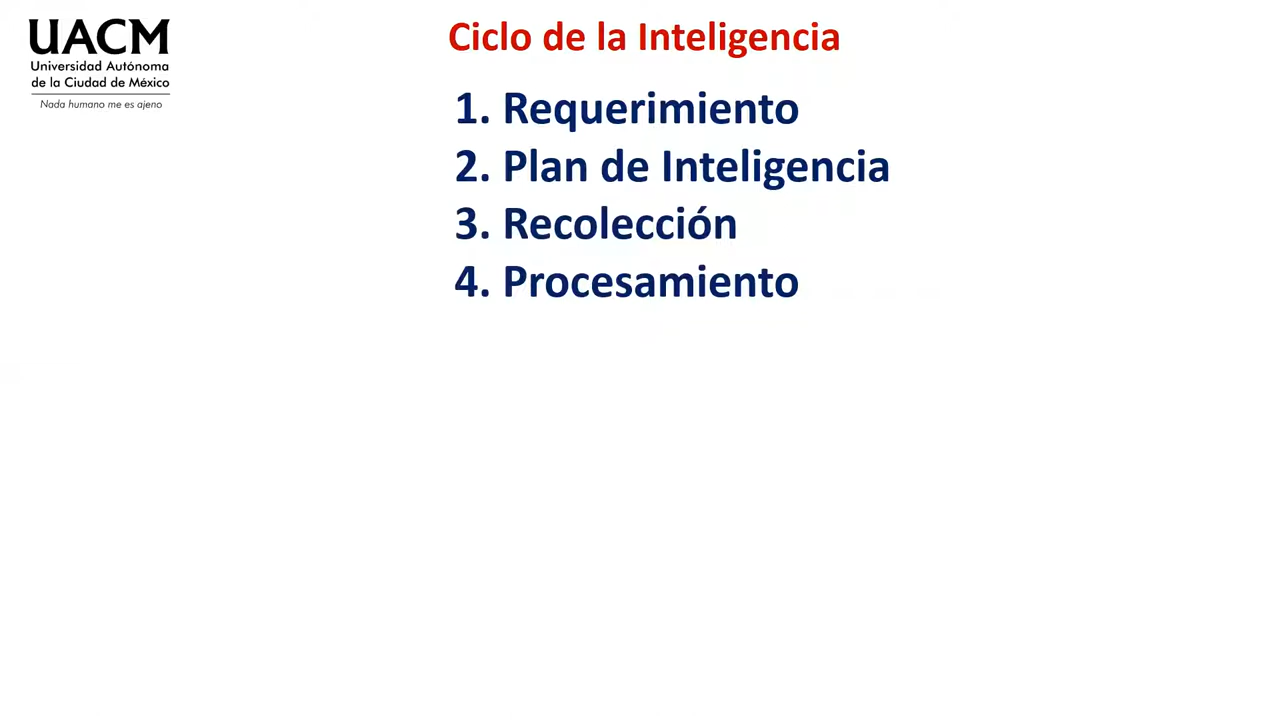 UACM
Universidad Autónoma
de la Ciudad de México
Nada humano me es ajeno
Ciclo de la Inteligencia
1. Requerimiento
2. Plan de Inteligencia
3. Recolección
4. Procesamiento